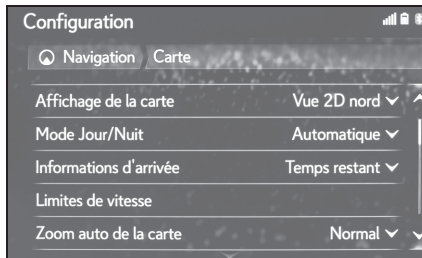 Configuration
Navigation Carte
Affichage de la carte Vue 2D nord
Mode Jour/Nuit Automatique
Informations d'arrivée Temps restant
Limites de vitesse
Zoom auto de la carte Normal